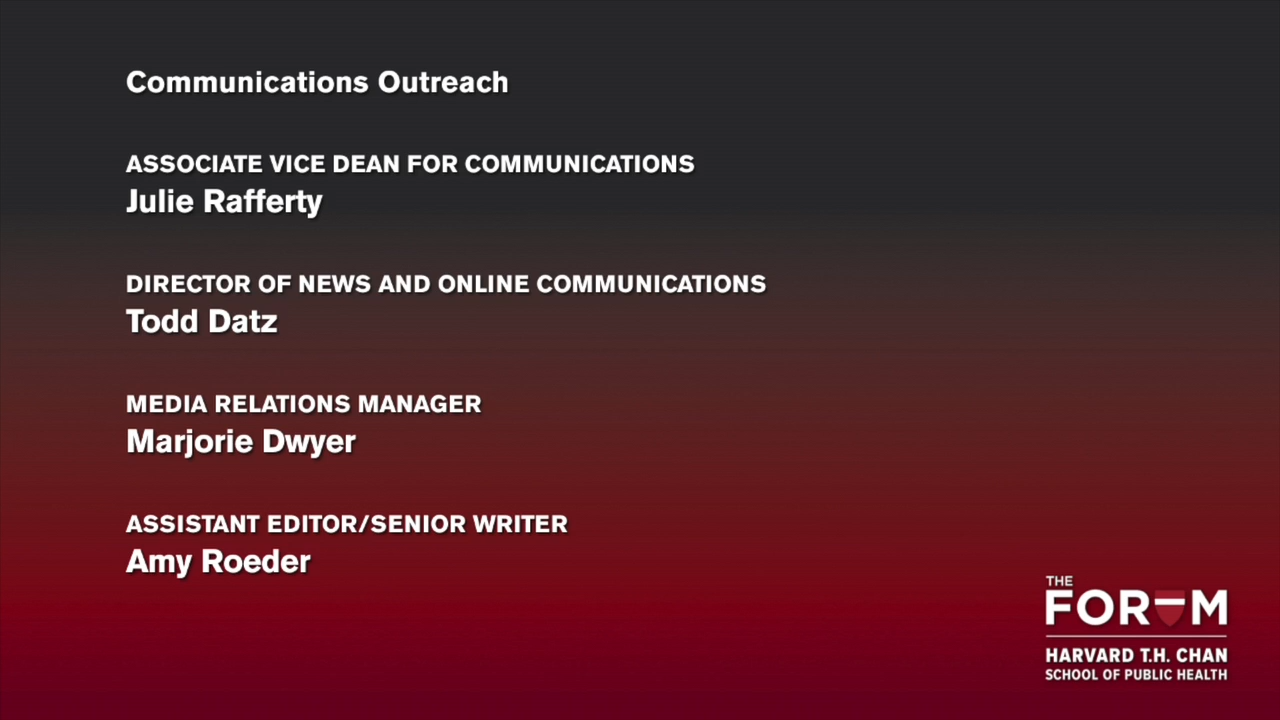 Communications Outreach
ASSOCIATE VICE DEAN FOR COMMUNICATIONS
Julie Rafferty
DIRECTOR OF NEWS AND ONLINE COMMUNICATIONS
Todd Datz
MEDIA RELATIONS MANAGER
Marjorie Dwyer
ASSISTANT EDITOR/SENIOR WRITER
Amy Roeder
THE
FORUM
HARVARD T.H. CHAN
SCHOOL OF PUBLIC HEALTH